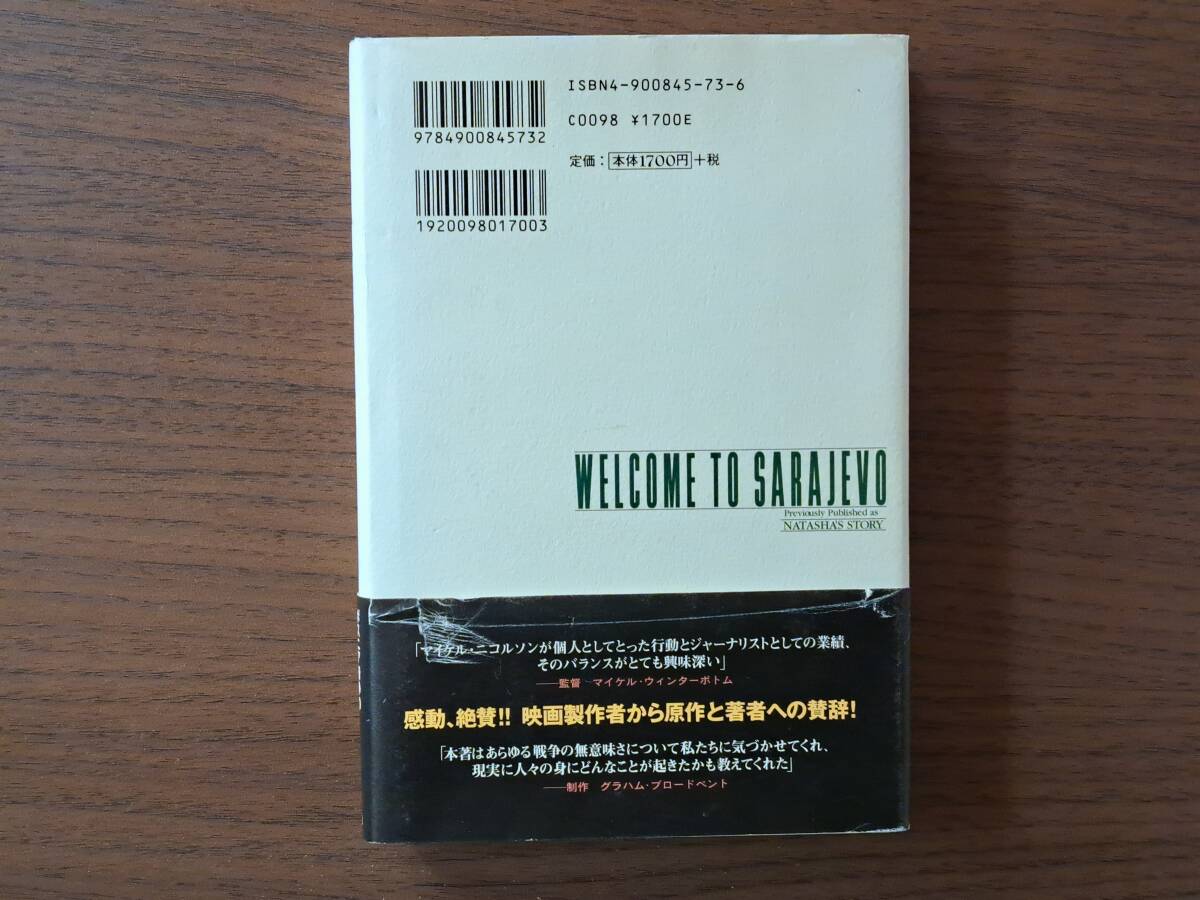 ISBN4-900845-73-6
9784900845732
C0098 ¥1700E
定価：本体1700円+税
1920098017003
WELCOME TO SARAJEVO
Previously Published as
NATASHA'S STORY
「マイケル・ニコルソンが個人としてとった行動とジャーナリストとしての業績、
そのバランスがとても興味深い」
——監督 マイケル・ウィンターボトム
感動、絶賛!! 映画製作者から原作と著者への賛辞!
「本著はあらゆる戦争の無意味さについて私たちに気づかせてくれ、
現実に人々の身にどんなことが起きたかも教えてくれた」
——制作 グラハム・ブロードベント